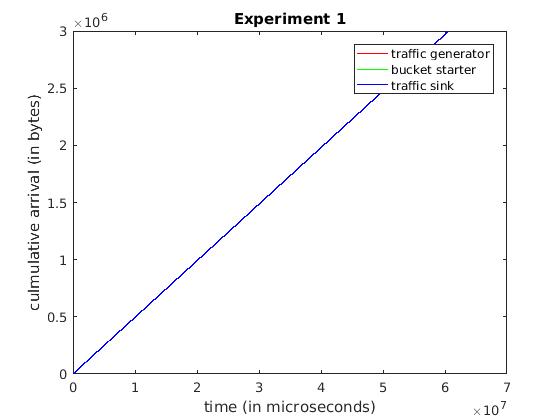 Experiment 1
×10^6
3
2.5
2
1.5
1
0.5
0
culmulative arrival (in bytes)
traffic generator
bucket starter
traffic sink
0 1 2 3 4 5 6 7
time (in microseconds)
×10^7